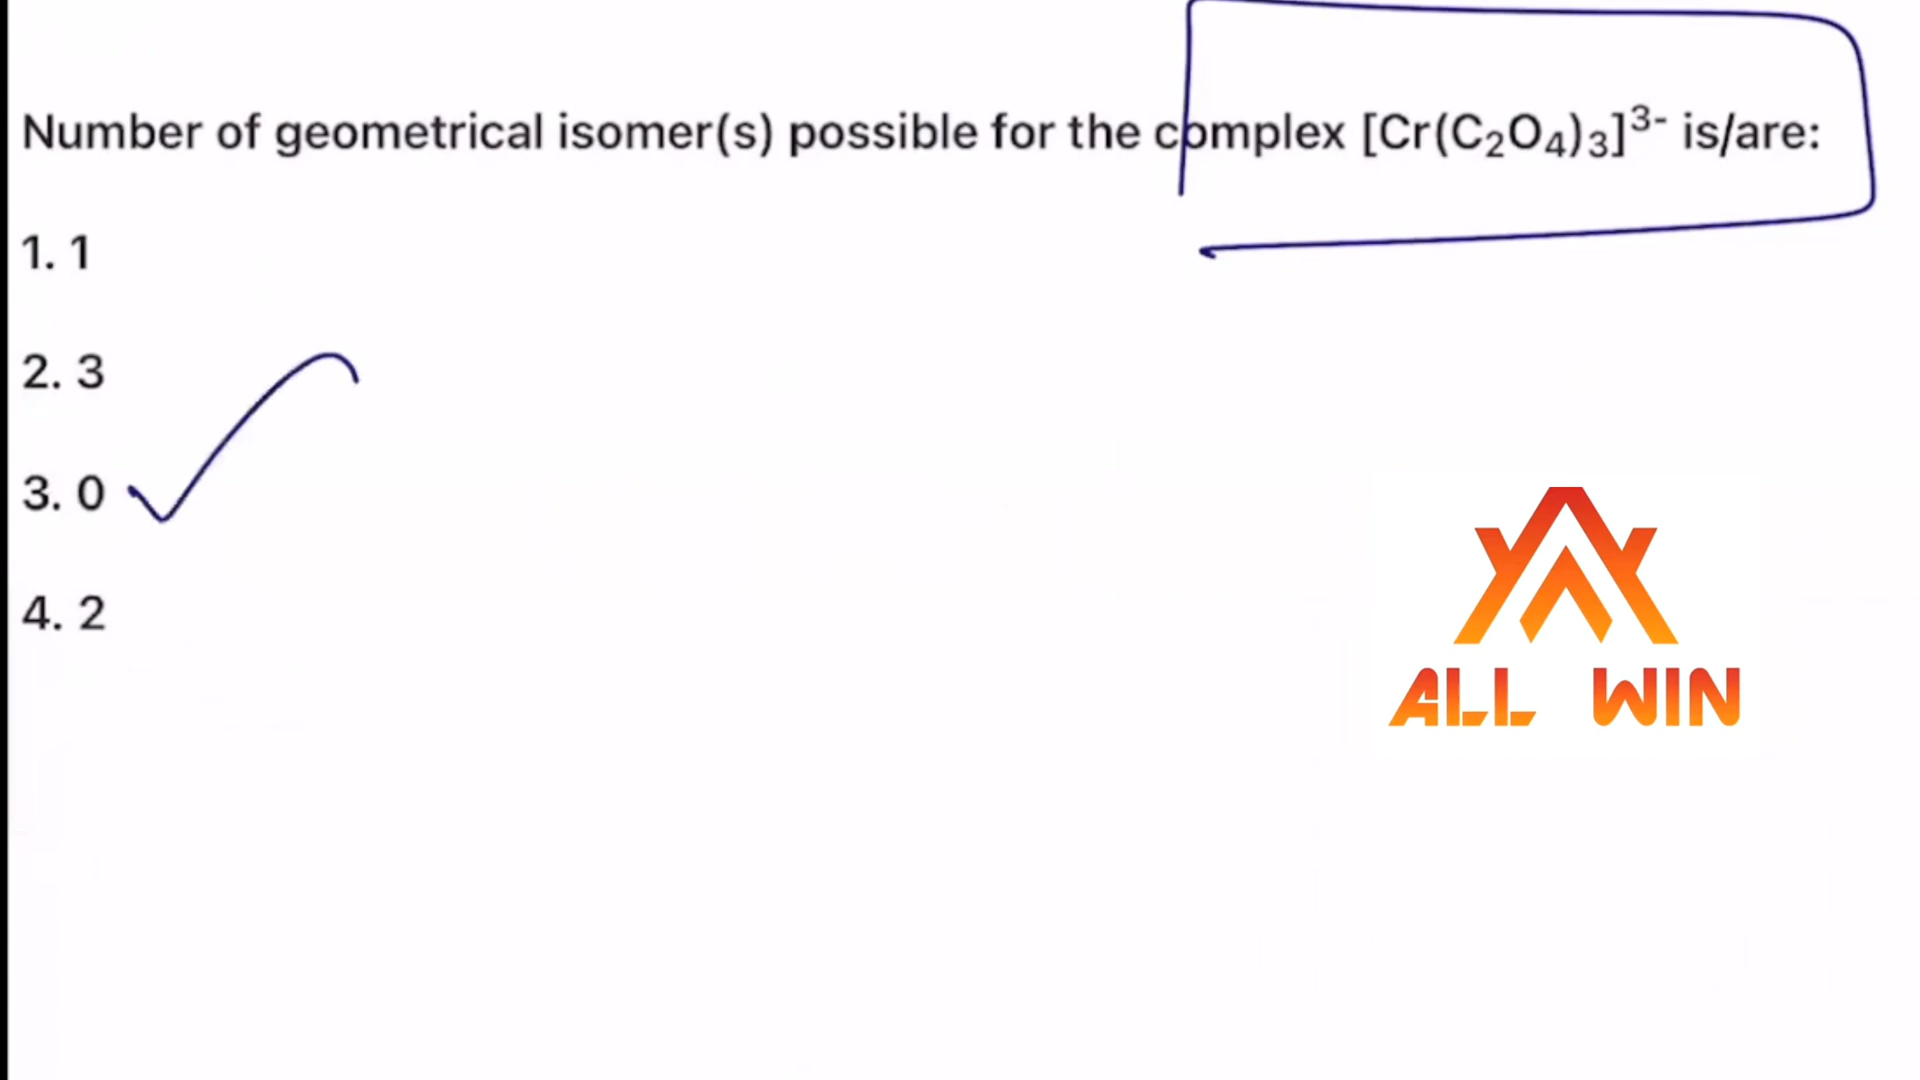 Number of geometrical isomer(s) possible for the complex [Cr(C₂O₄)₃]³⁻ is/are:
1. 1
2. 3
3. 0
4. 2
ALL WIN